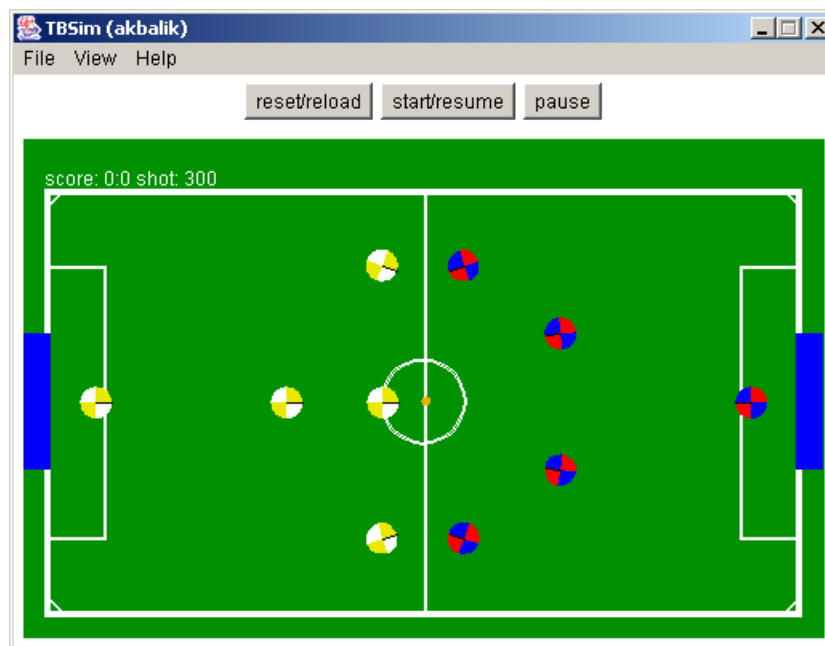 TBSim (akbalik)
File View Help
reset/reload start/resume pause
score: 0:0 shot: 300